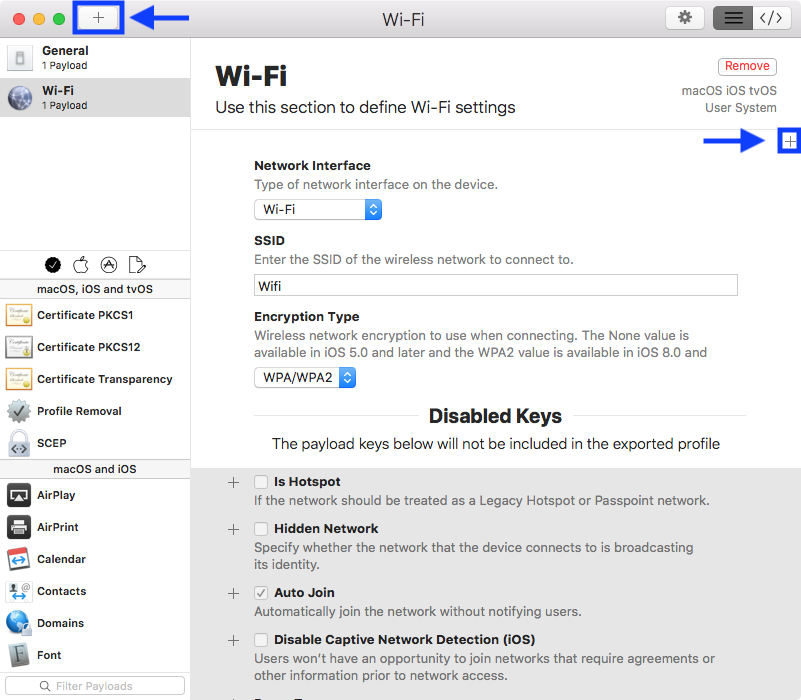 Wi-Fi
General
1 Payload
Wi-Fi
1 Payload
macOS, iOS and tvOS
Certificate PKCS1
Certificate PKCS12
Certificate Transparency
Profile Removal
SCEP
macOS and iOS
AirPlay
AirPrint
Calendar
Contacts
Domains
Font
Filter Payloads
Wi-Fi
Use this section to define Wi-Fi settings
Remove
macOS iOS tvOS
User System
Network Interface
Type of network interface on the device.
Wi-Fi
SSID
Enter the SSID of the wireless network to connect to.
Wifi
Encryption Type
Wireless network encryption to use when connecting. The None value is
available in iOS 5.0 and later and the WPA2 value is available in iOS 8.0 and
WPA/WPA2
Disabled Keys
The payload keys below will not be included in the exported profile
Is Hotspot
If the network should be treated as a Legacy Hotspot or Passpoint network.
Hidden Network
Specify whether the network that the device connects to is broadcasting
its identity.
Auto Join
Automatically join the network without notifying users.
Disable Captive Network Detection (iOS)
Users won't have an opportunity to join networks that require agreements or
other information prior to network access.